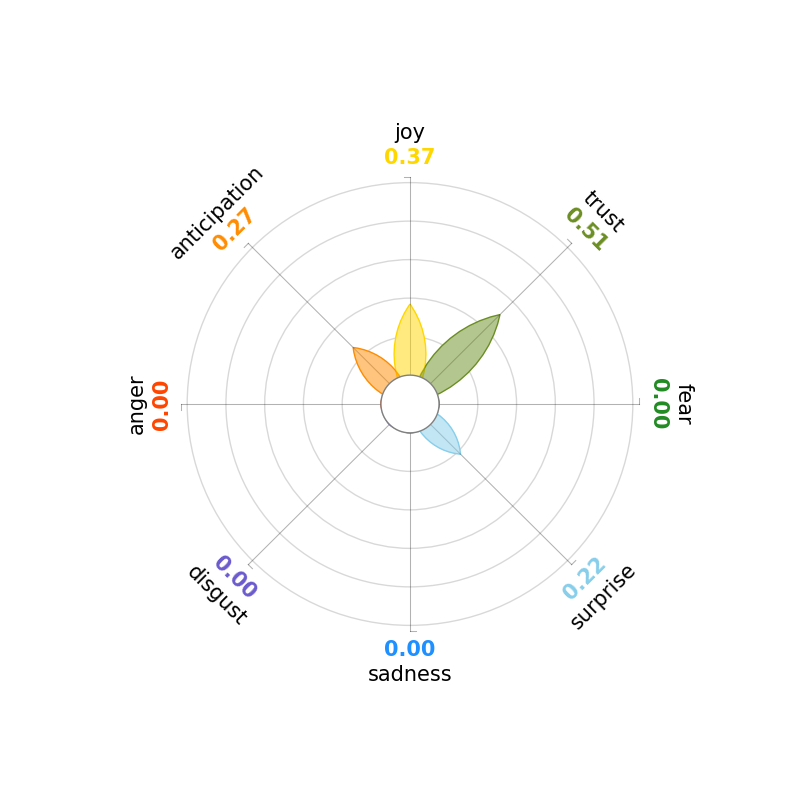 joy
0.37
trust
0.51
fear
0.00
surprise
0.22
0.00
sadness
0.00
disgust
anger
0.00
anticipation
0.27